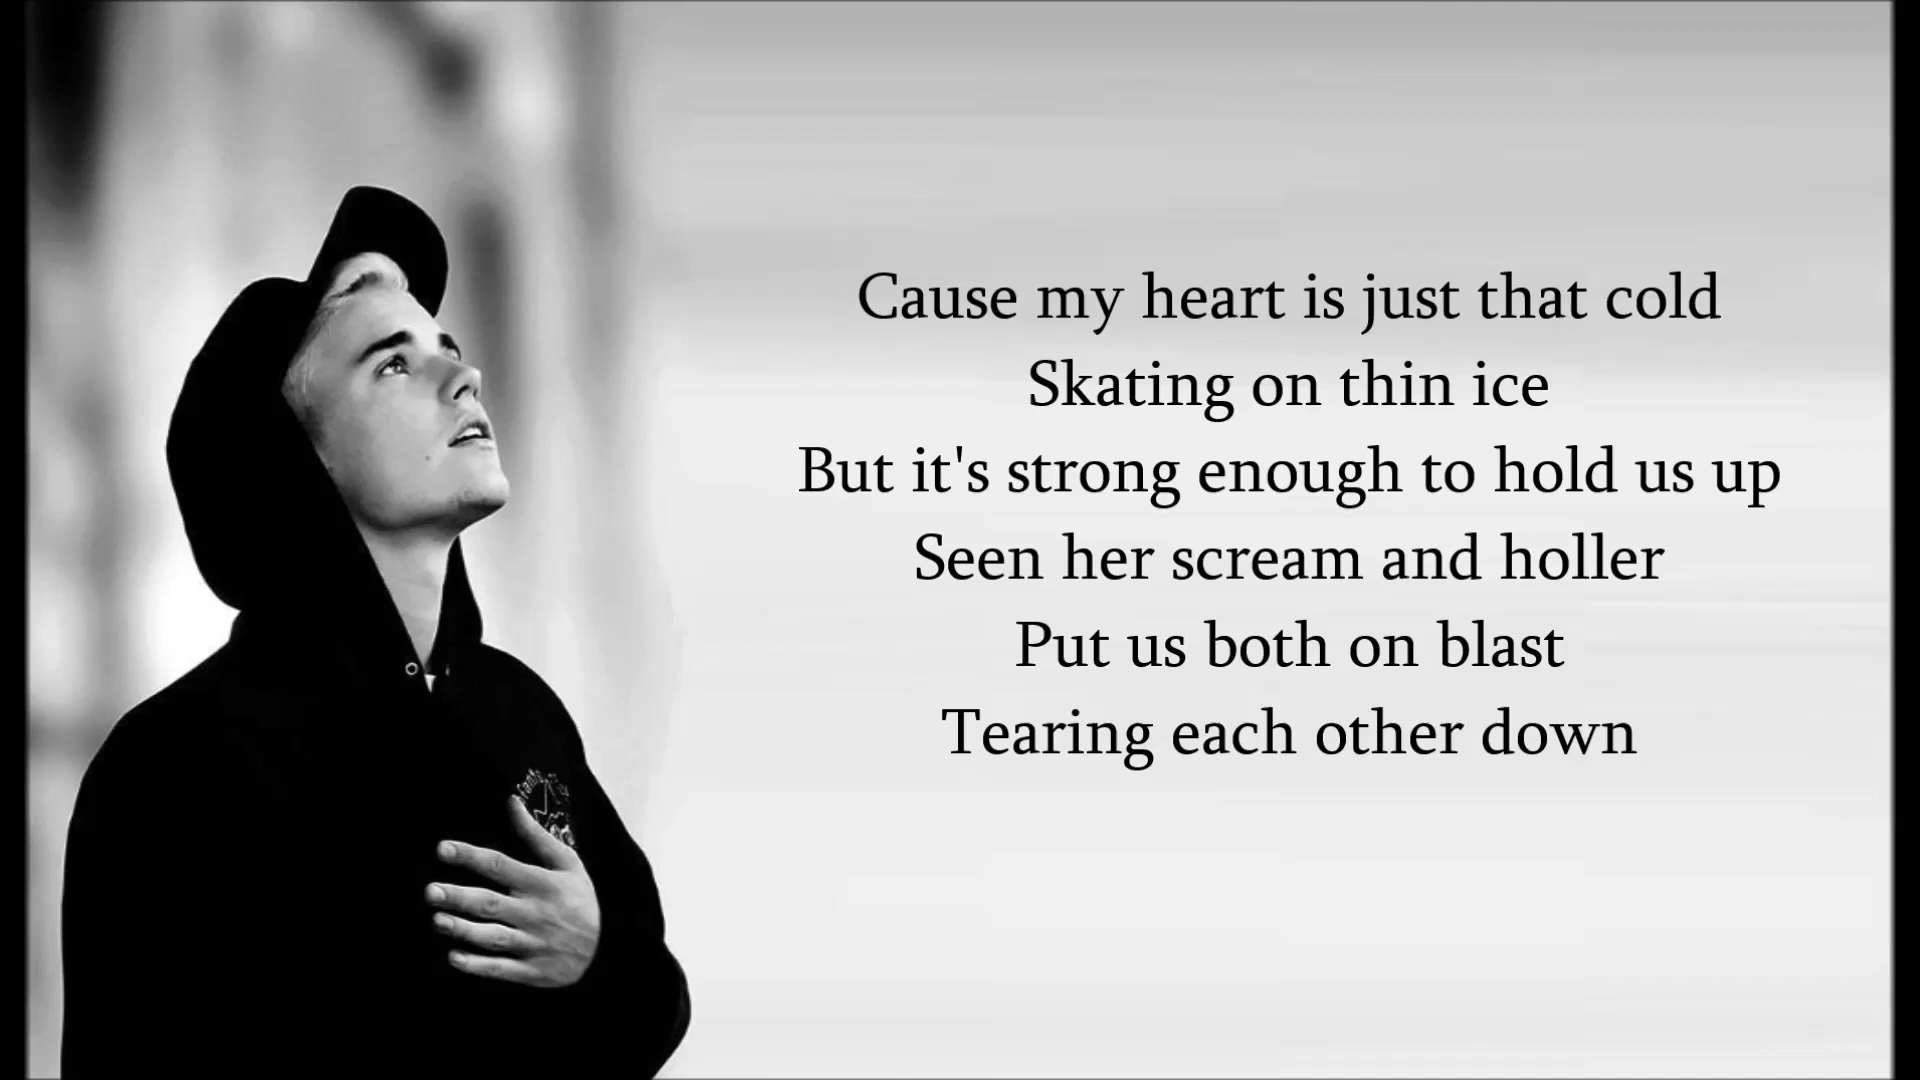 Cause my heart is just that cold
Skating on thin ice
But it's strong enough to hold us up
Seen her scream and holler
Put us both on blast
Tearing each other down